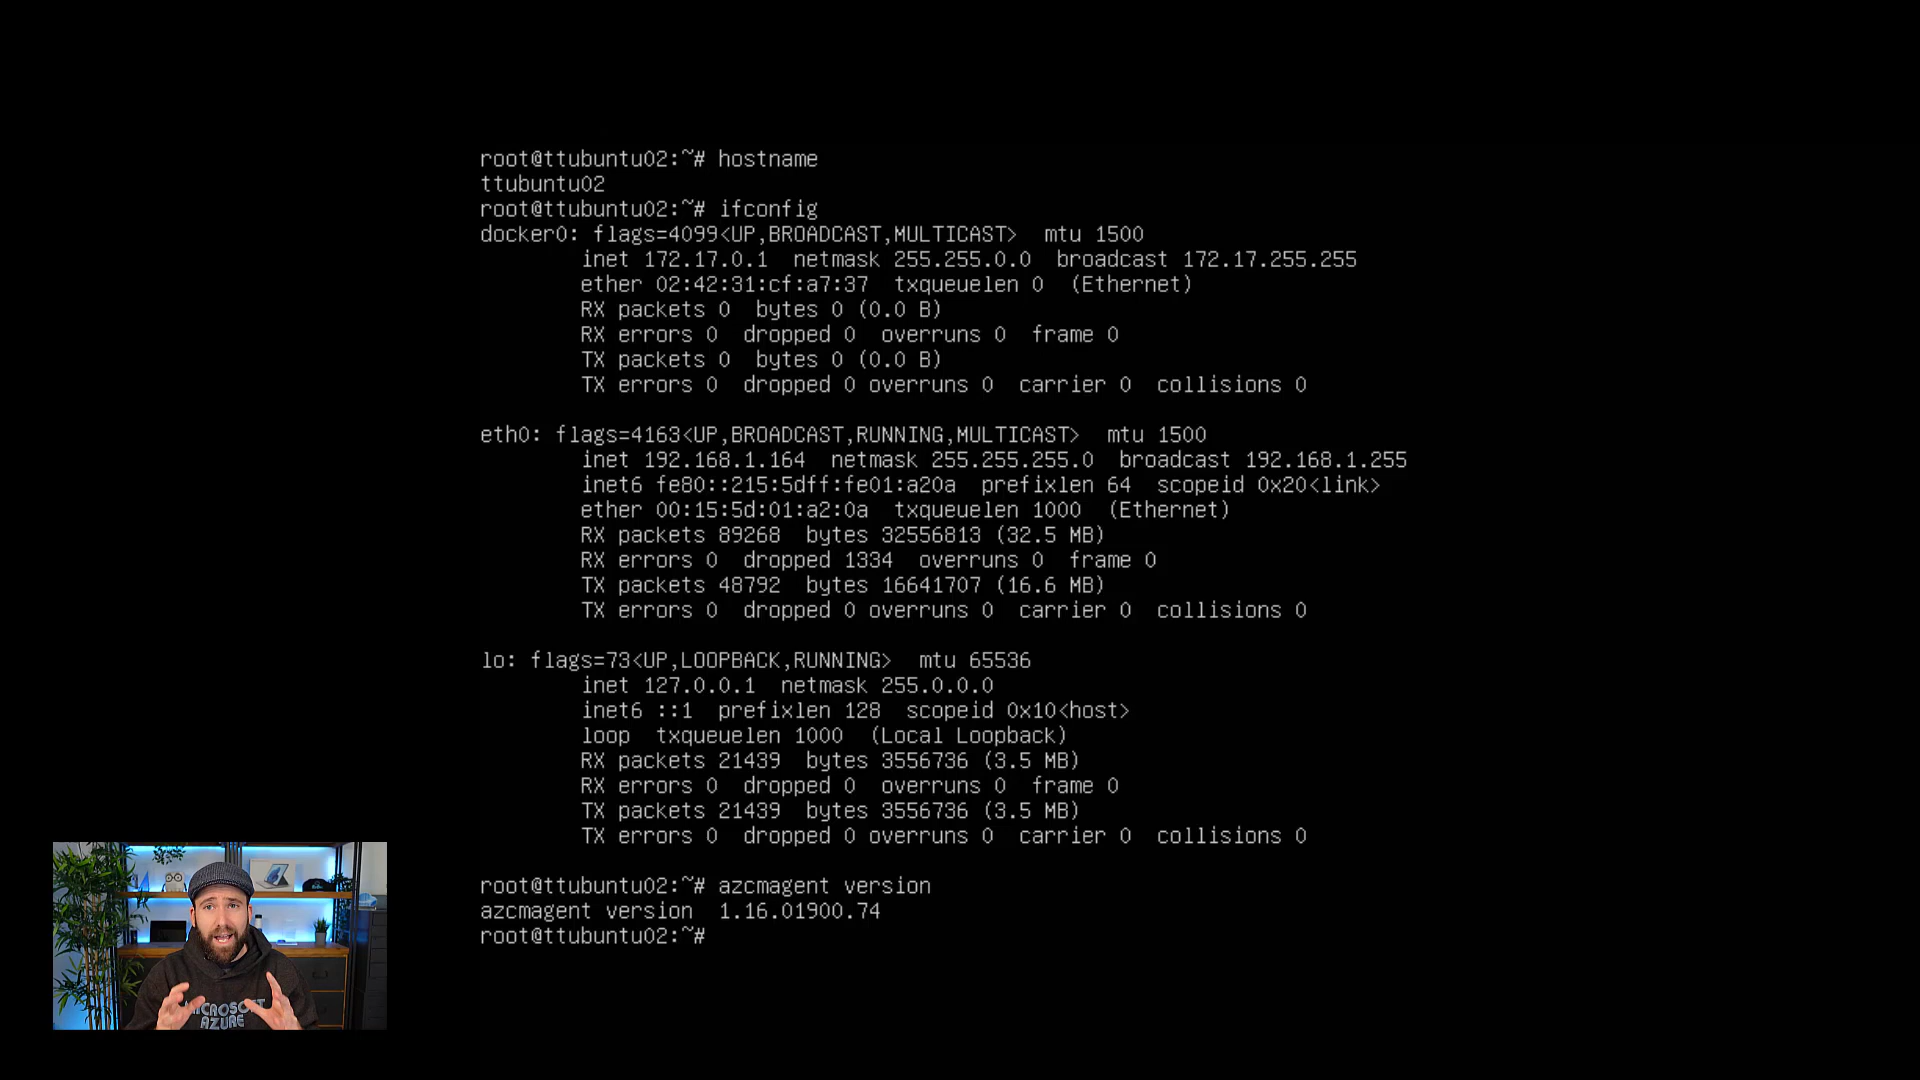 root@ttubuntu02:~# hostname
ttubuntu02
root@ttubuntu02:~# ifconfig
docker0: flags=4099<UP,BROADCAST,MULTICAST>  mtu 1500
        inet 172.17.0.1  netmask 255.255.0.0  broadcast 172.17.255.255
        ether 02:42:31:cf:a7:37  txqueuelen 0  (Ethernet)
        RX packets 0  bytes 0 (0.0 B)
        RX errors 0  dropped 0  overruns 0  frame 0
        TX packets 0  bytes 0 (0.0 B)
        TX errors 0  dropped 0 overruns 0  carrier 0  collisions 0

eth0: flags=4163<UP,BROADCAST,RUNNING,MULTICAST>  mtu 1500
        inet 192.168.1.164  netmask 255.255.255.0  broadcast 192.168.1.255
        inet6 fe80::215:5dff:fe01:a20a  prefixlen 64  scopeid 0x20<link>
        ether 00:15:5d:01:a2:0a  txqueuelen 1000  (Ethernet)
        RX packets 89268  bytes 32556813 (32.5 MB)
        RX errors 0  dropped 1334  overruns 0  frame 0
        TX packets 48792  bytes 16641707 (16.6 MB)
        TX errors 0  dropped 0 overruns 0  carrier 0  collisions 0

lo: flags=73<UP,LOOPBACK,RUNNING>  mtu 65536
        inet 127.0.0.1  netmask 255.0.0.0
        inet6 ::1  prefixlen 128  scopeid 0x10<host>
        loop  txqueuelen 1000  (Local Loopback)
        RX packets 21439  bytes 3556736 (3.5 MB)
        RX errors 0  dropped 0  overruns 0  frame 0
        TX packets 21439  bytes 3556736 (3.5 MB)
        TX errors 0  dropped 0 overruns 0  carrier 0  collisions 0

root@ttubuntu02:~# azcmagent version
azcmagent version  1.16.01900.74
root@ttubuntu02:~#
MICROSOFT
AZURE